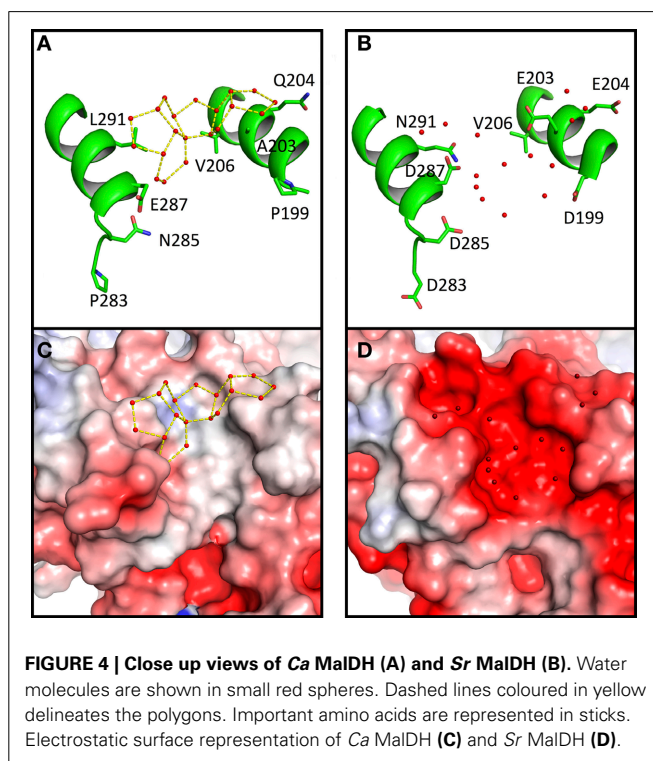 A
Q204
L291
V206
A203
E287
P199
N285
P283
B
E203
E204
N291
V206
D287
D199
D285
D283
C
D
FIGURE 4 | Close up views of Ca MalDH (A) and Sr MalDH (B). Water
molecules are shown in small red spheres. Dashed lines coloured in yellow
delineates the polygons. Important amino acids are represented in sticks.
Electrostatic surface representation of Ca MalDH (C) and Sr MalDH (D).